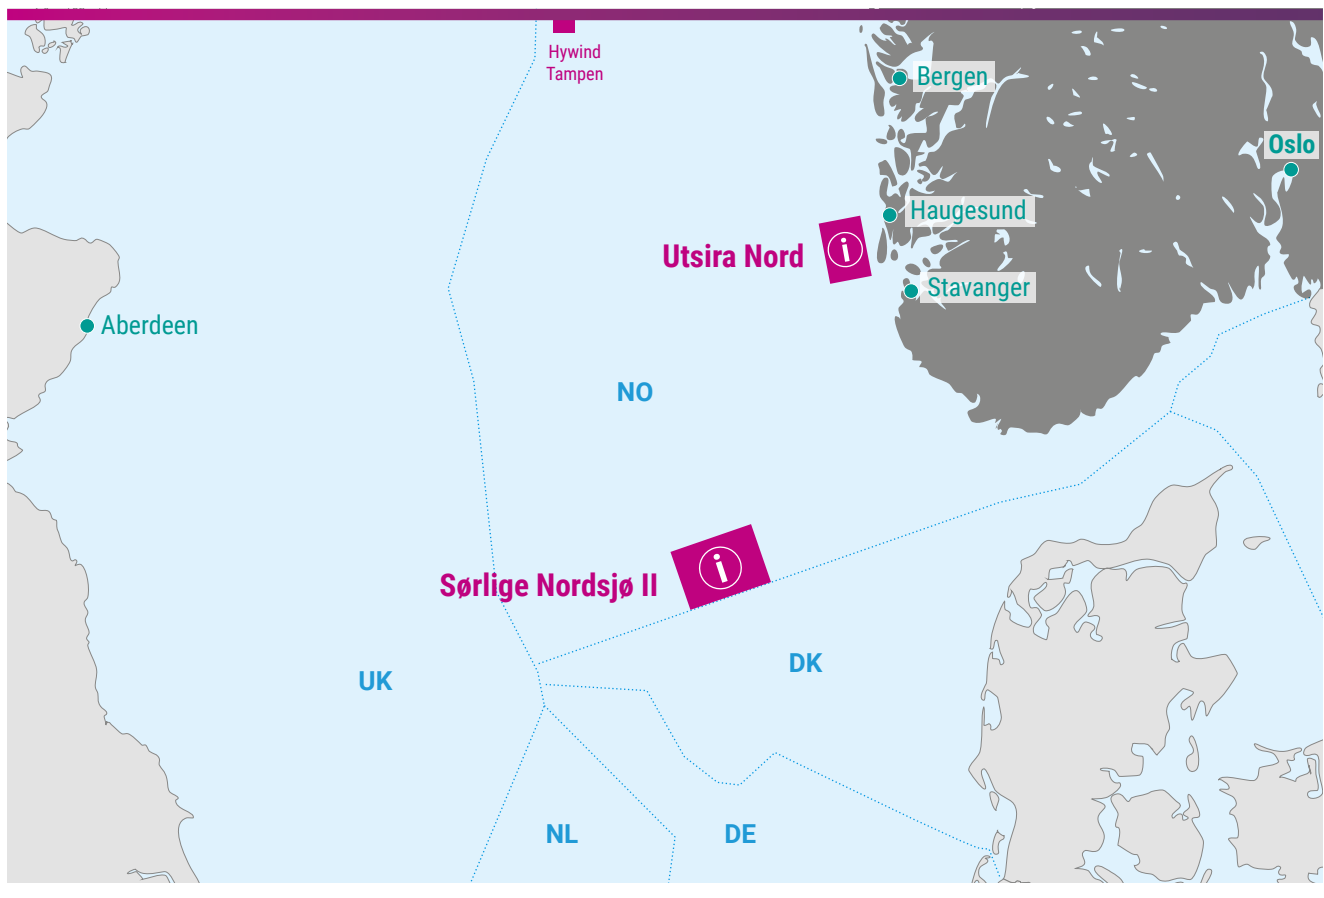 Hywind
Tampen
Bergen
Oslo
Haugesund
Utsira Nord
Stavanger
Aberdeen
NO
Sørlige Nordsjø II
DK
UK
NL
DE